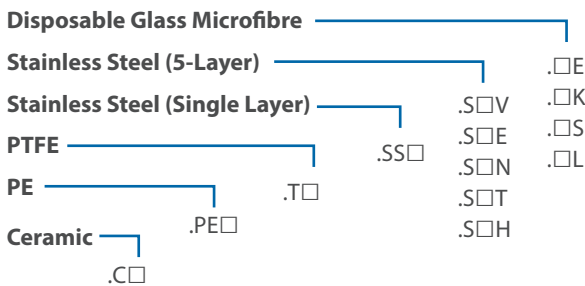 Disposable Glass Microfibre
Stainless Steel (5-Layer)
Stainless Steel (Single Layer)
PTFE
PE
Ceramic
.C□
.PE□
.T□
.SS□
.S□V
.S□E
.S□N
.S□T
.S□H
.□E
.□K
.□S
.□L